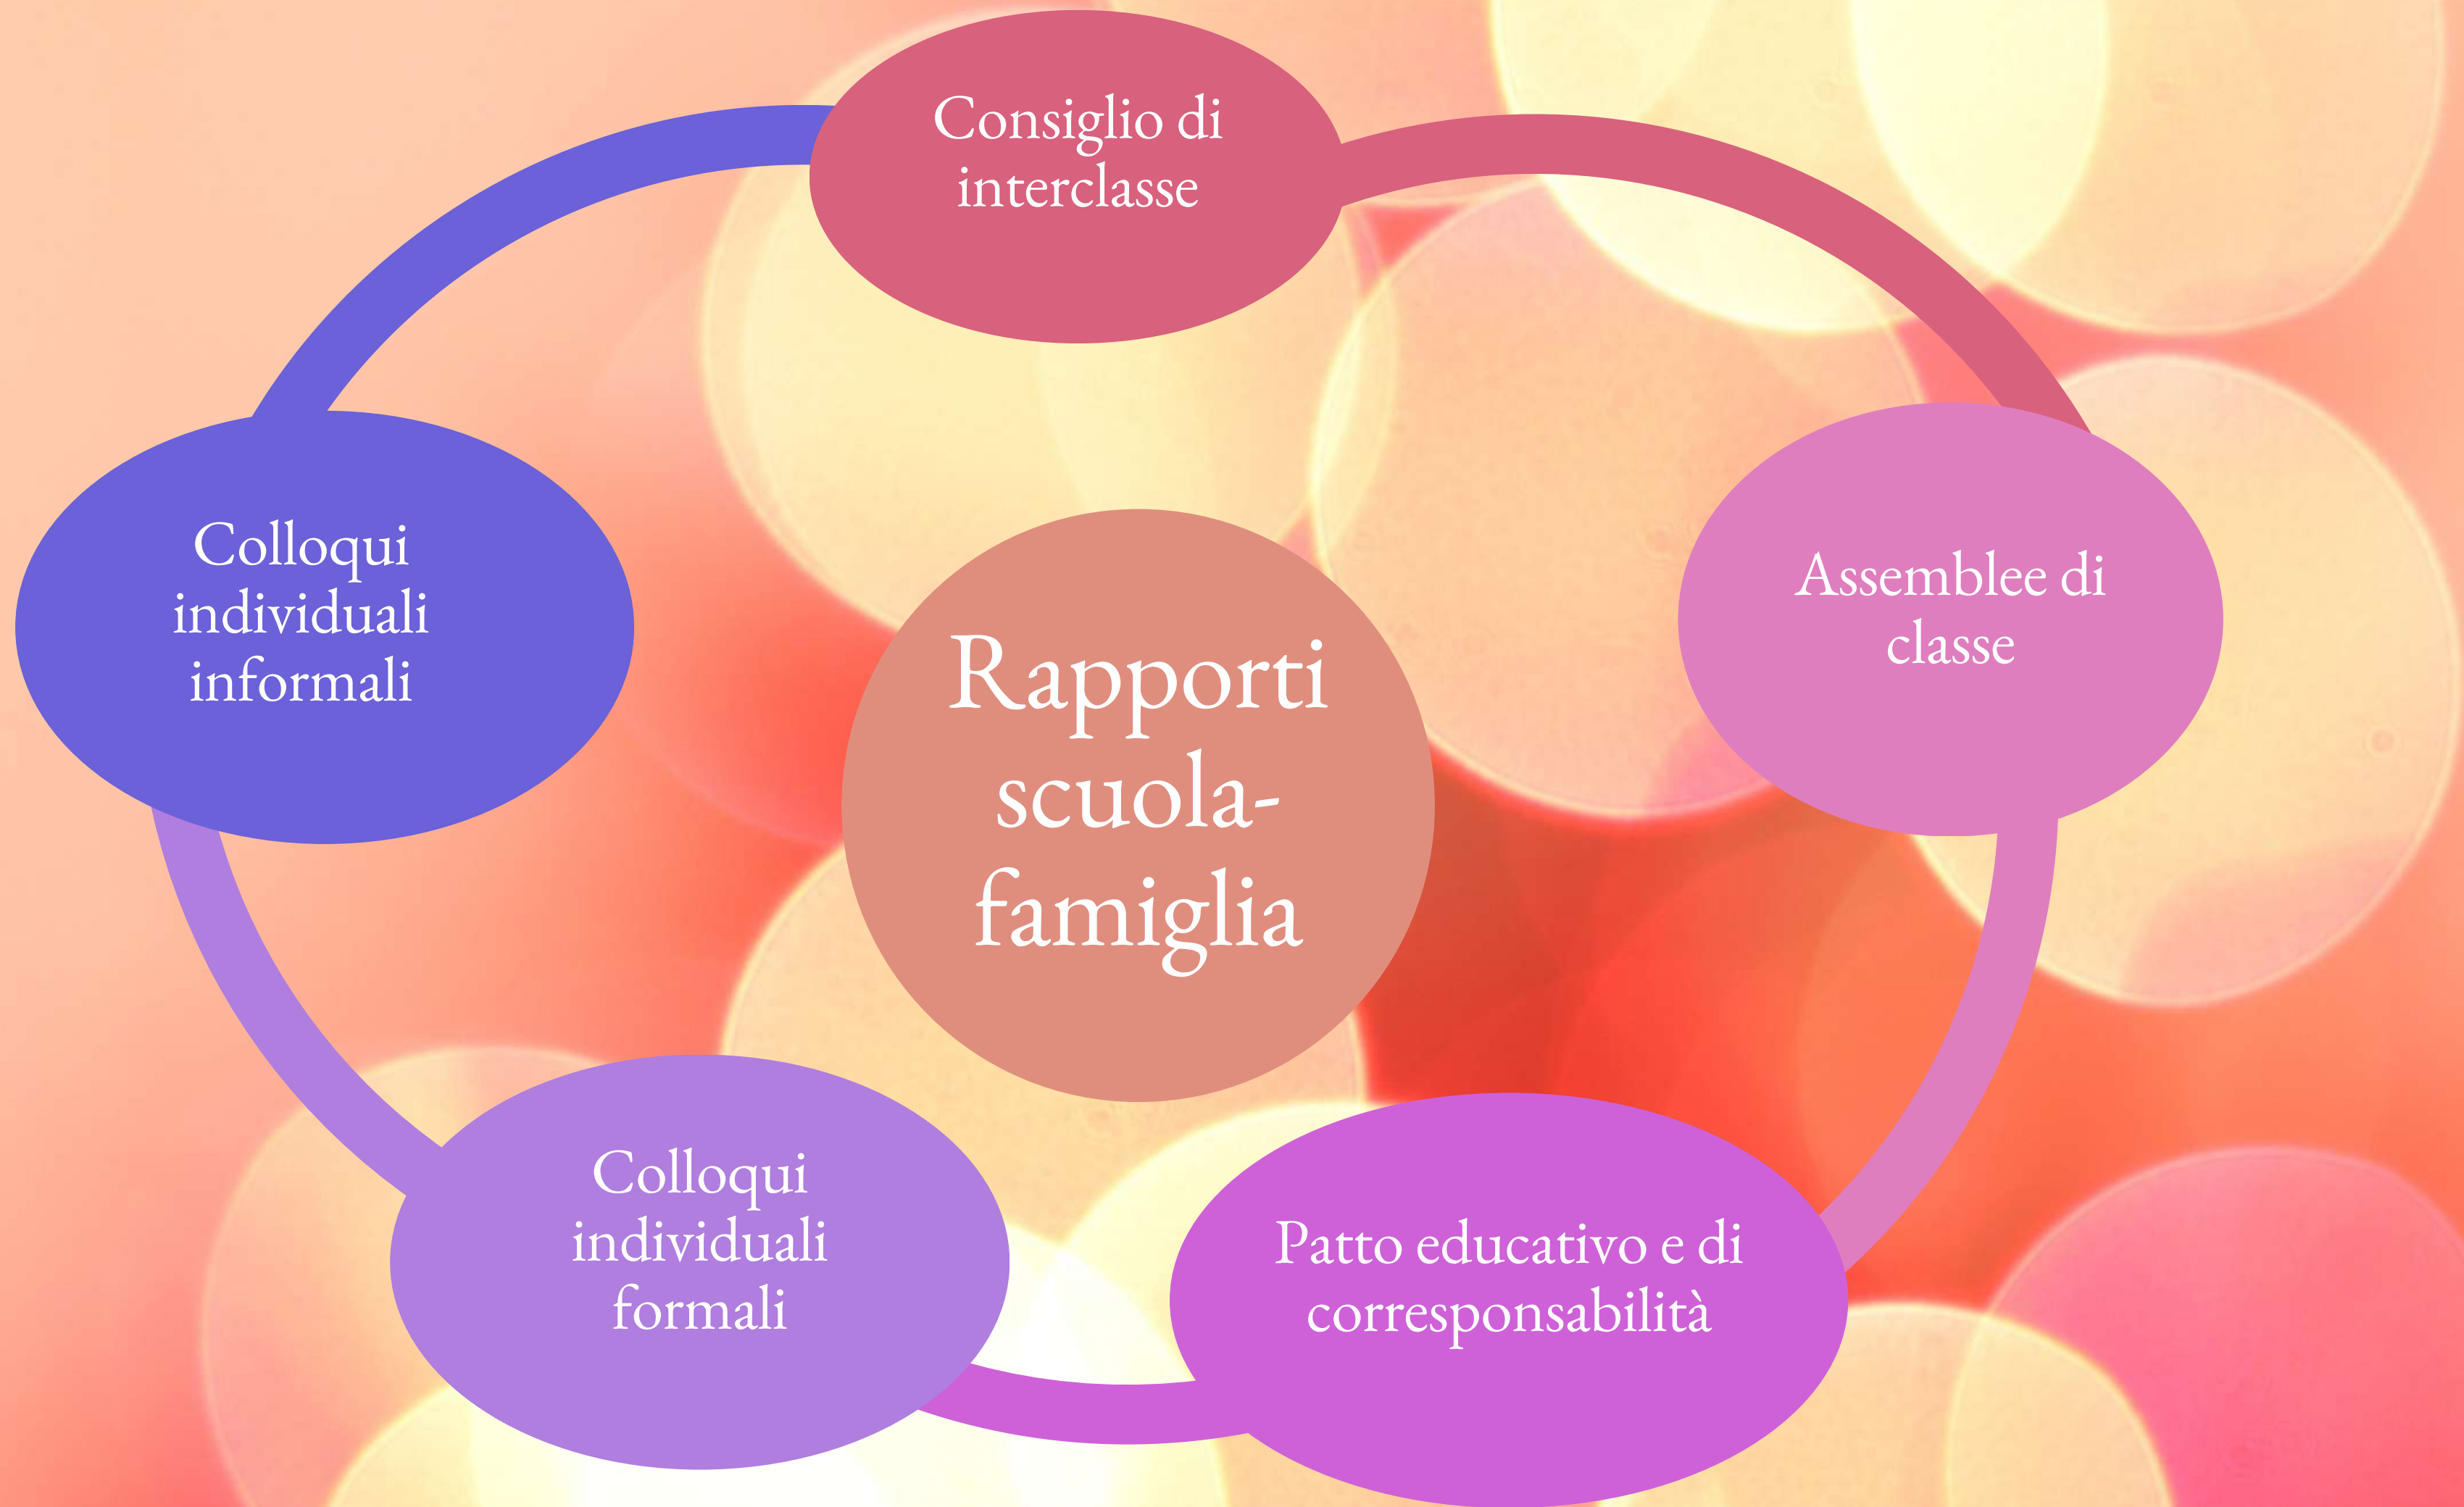 Consiglio di
interclasse
Assemblee di
classe
Patto educativo e di
corresponsabilità
Colloqui
individuali
formali
Colloqui
individuali
informali
Rapporti
scuola-
famiglia